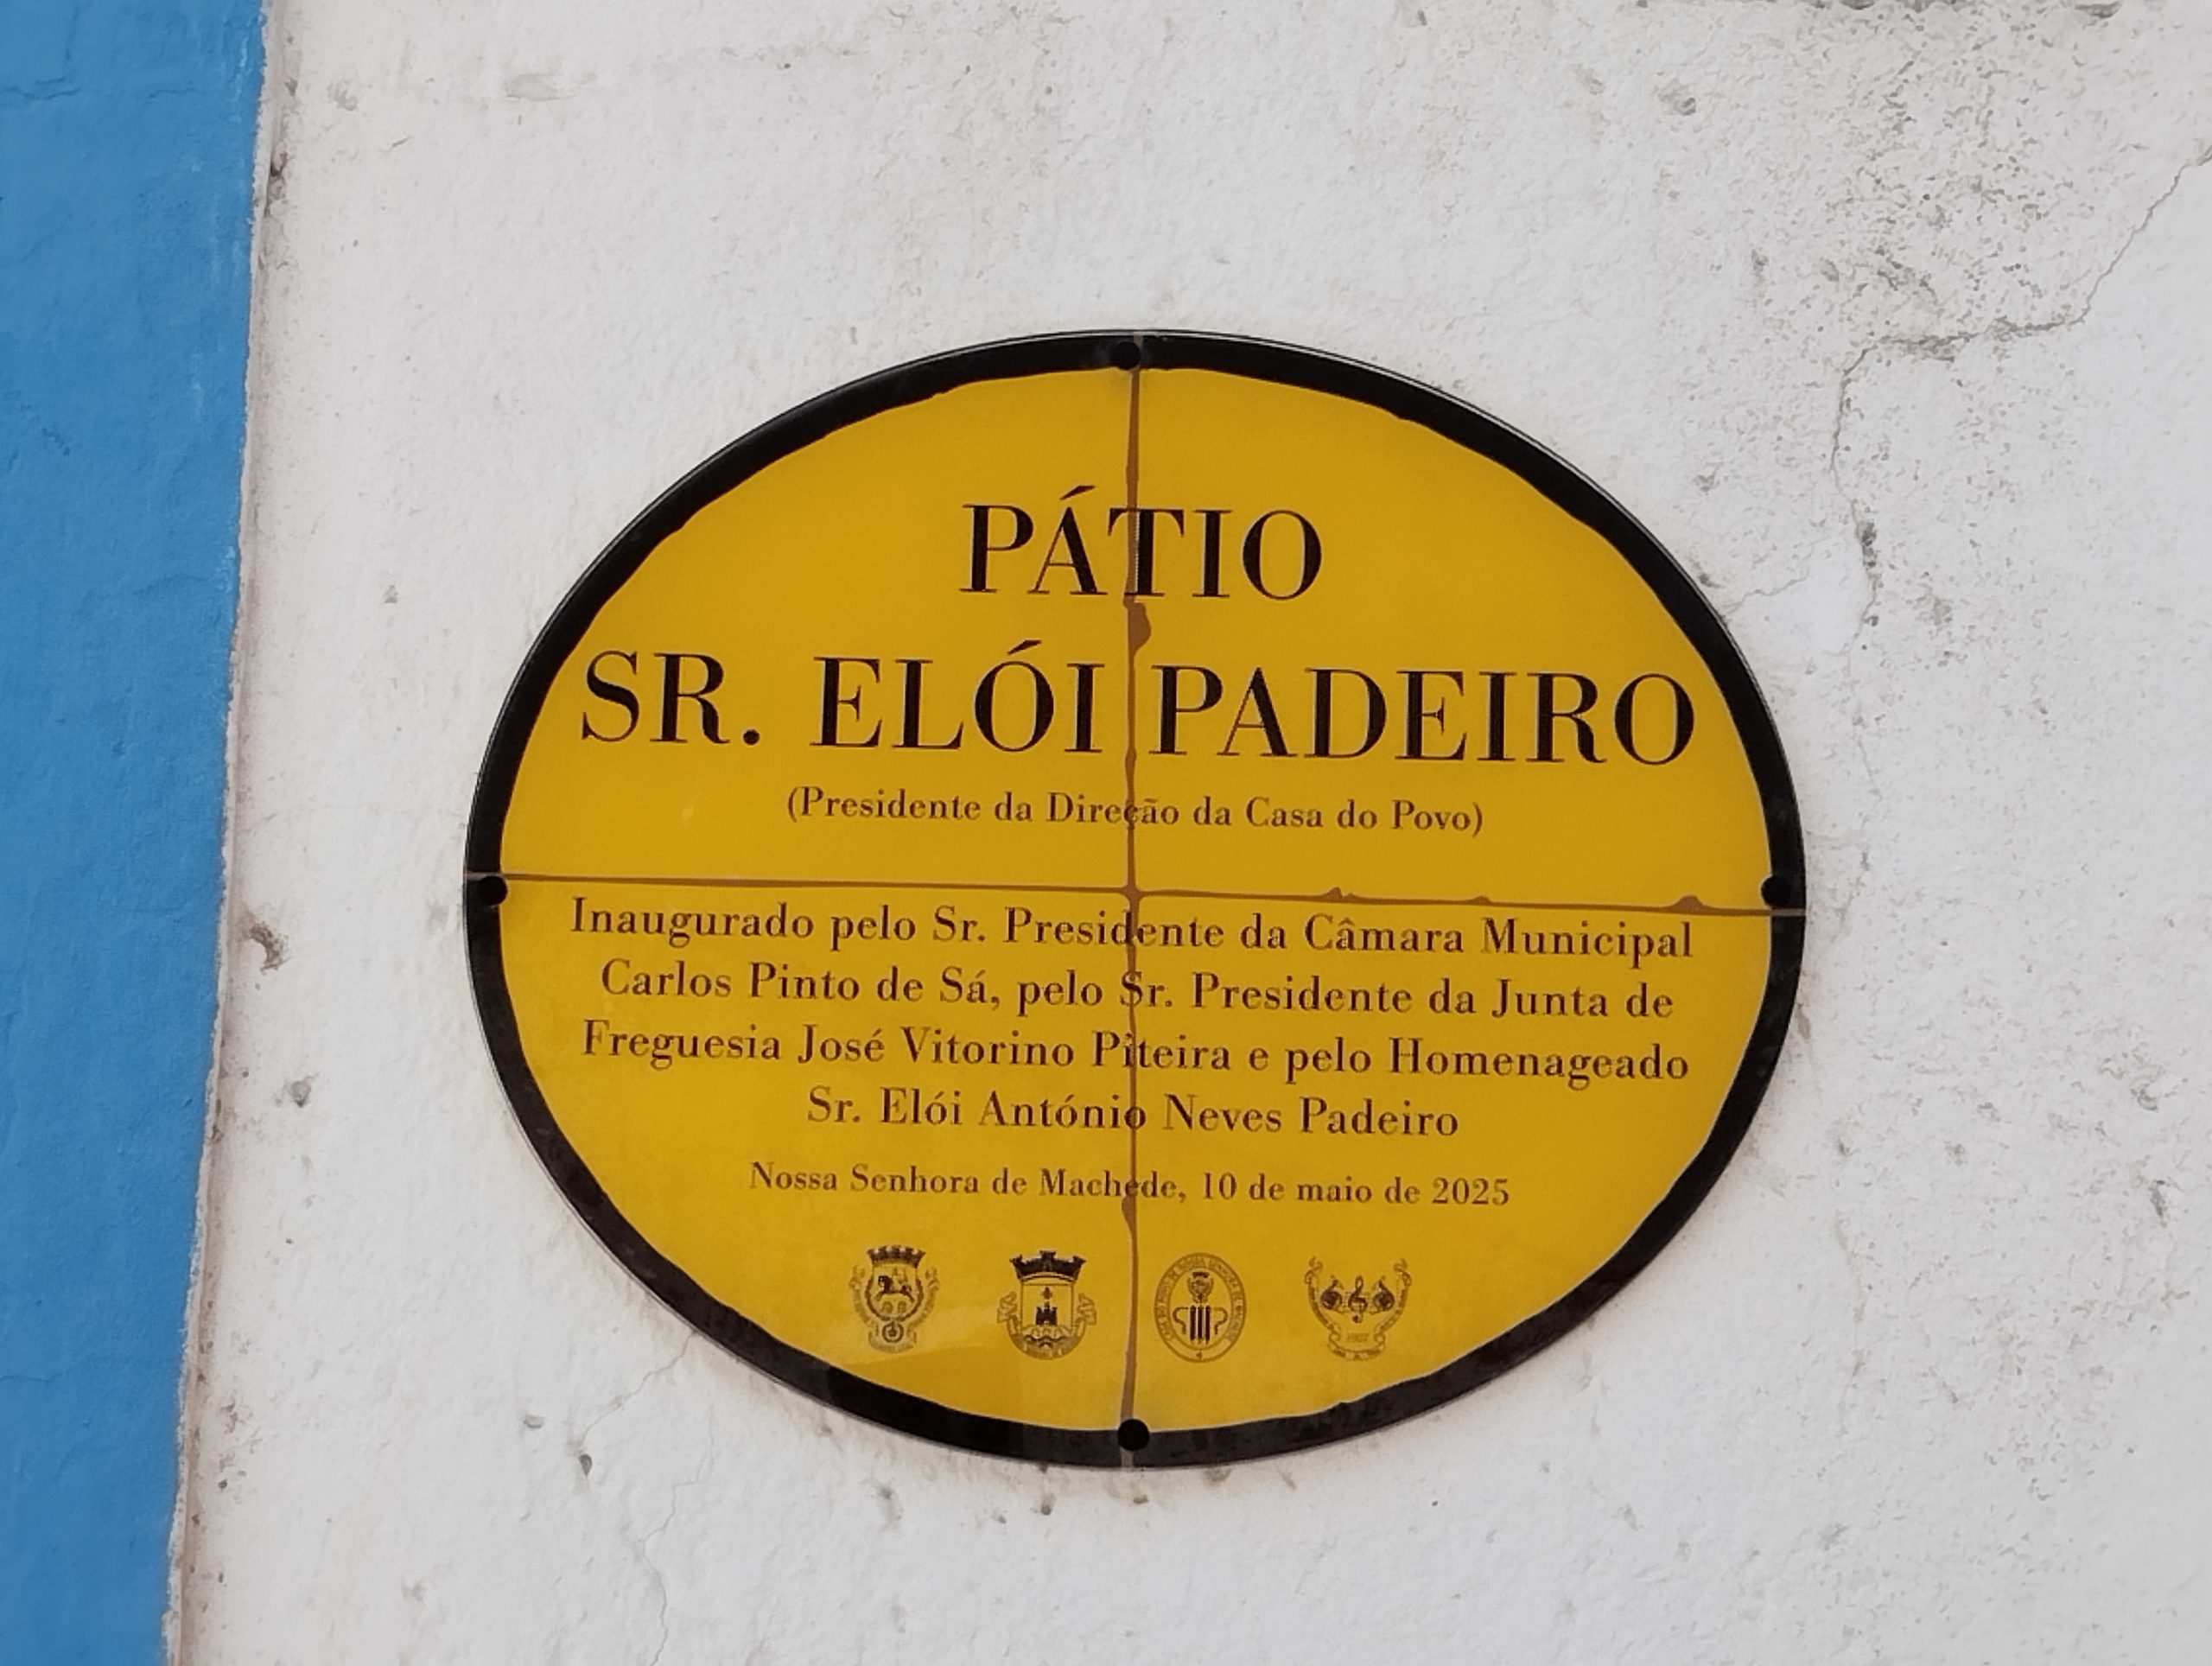 PÁTIO
SR. ELÓI PADEIRO
(Presidente da Direção da Casa do Povo)
Inaugurado pelo Sr. Presidente da Câmara Municipal
Carlos Pinto de Sá, pelo Sr. Presidente da Junta de
Freguesia José Vitorino Piteira e pelo Homenageado
Sr. Elói António Neves Padeiro
Nossa Senhora de Machede, 10 de maio de 2025